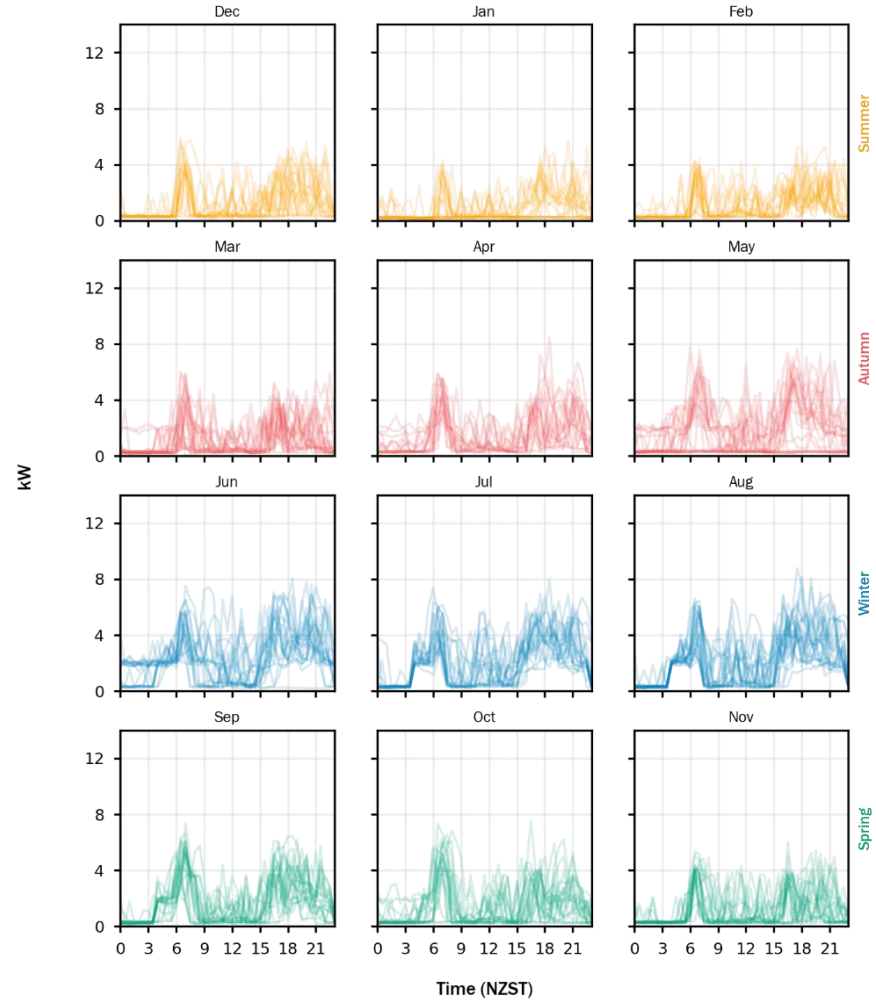 Dec Jan Feb
12
8
4
0
Summer
Mar Apr May
12
8
4
0
Autumn
kW
Jun Jul Aug
12
8
4
0
Winter
Sep Oct Nov
12
8
4
0
Spring
0 3 6 9 12 15 18 21 0 3 6 9 12 15 18 21 0 3 6 9 12 15 18 21
Time (NZST)